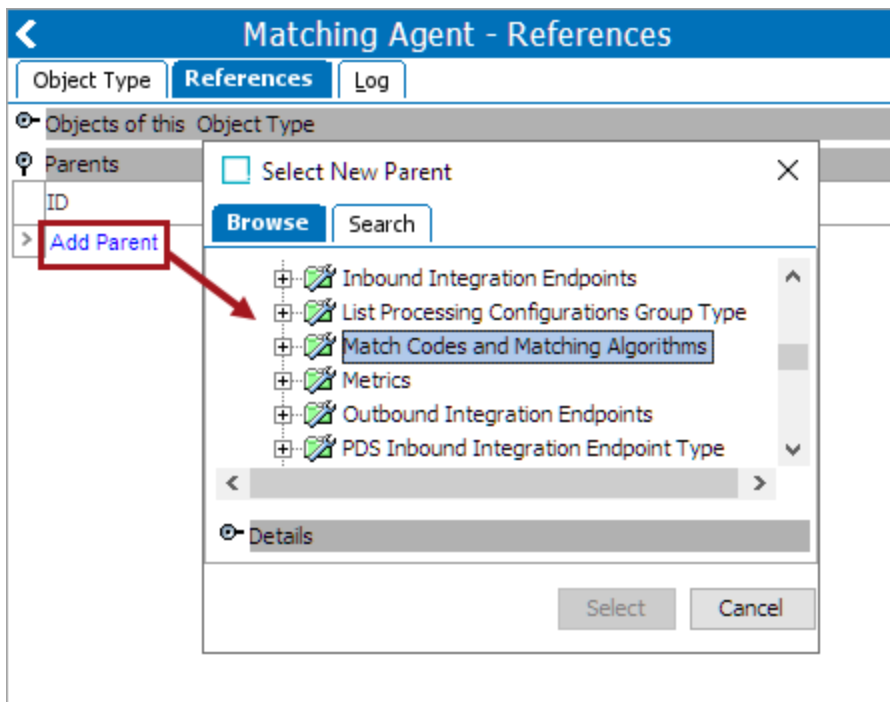 Matching Agent - References
Object Type References Log
Objects of this Object Type
Parents
ID
Add Parent
Select New Parent
Browse Search
Inbound Integration Endpoints
List Processing Configurations Group Type
Match Codes and Matching Algorithms
Metrics
Outbound Integration Endpoints
PDS Inbound Integration Endpoint Type
Details
Select Cancel